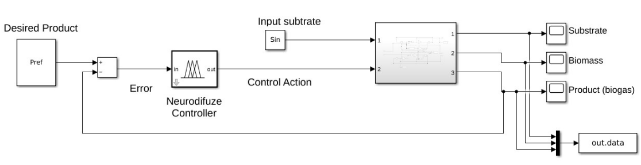 Input subtrate
Desired Product
Sin
Substrate
Pref
+
−
in
out
1
2
1
2
3
Biomass
Error
Control Action
Product (biogas)
Neurodifuze
Controller
out.data